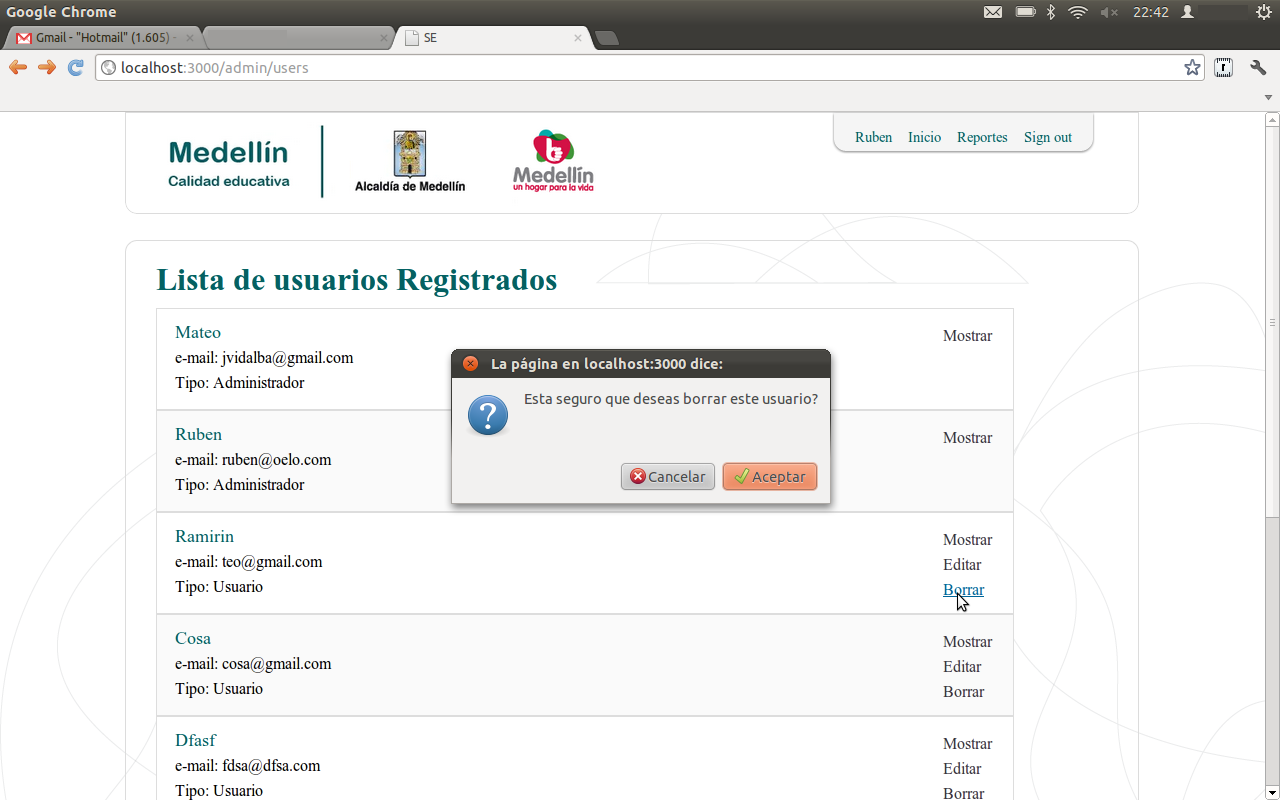 Google Chrome
22:42
Gmail - "Hotmail" (1.605) -
SE
localhost:3000/admin/users
Medellín
Calidad educativa
Alcaldía de Medellín
Medellín
un hogar para la vida
Ruben Inicio Reportes Sign out
Lista de usuarios Registrados
Mateo
e-mail: jvidalba@gmail.com
Tipo: Administrador
Mostrar
La página en localhost:3000 dice:
Esta seguro que deseas borrar este usuario?
Cancelar Aceptar
Ruben
e-mail: ruben@oelo.com
Tipo: Administrador
Mostrar
Ramirin
e-mail: teo@gmail.com
Tipo: Usuario
Mostrar
Editar
Borrar
Cosa
e-mail: cosa@gmail.com
Tipo: Usuario
Mostrar
Editar
Borrar
Dfasf
e-mail: fdsa@dfsa.com
Tipo: Usuario
Mostrar
Editar
Borrar